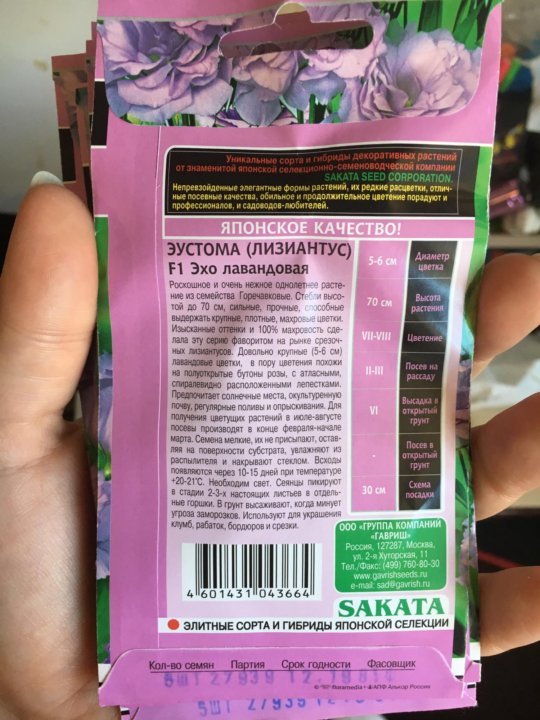 Уникальные сорта и гибриды декоративных растений
от знаменитой японской селекционно-семеноводческой компании
SAKATA SEED CORPORATION.
Непревзойденные элегантные формы растений, их редкие расцветки, отлич-
ные посевные качества, обильное и продолжительное цветение порадуют и
профессионалов, и садоводов-любителей.
ЯПОНСКОЕ КАЧЕСТВО!
ЭУСТОМА (ЛИЗИАНТУС)
F1 Эхо лавандовая
Роскошное и очень нежное однолетнее расте-
ние из семейства Горечавковые. Стебли высо-
той до 70 см, сильные, прочные, способные
выдержать крупные, плотные, махровые цветки.
Изысканные оттенки и 100% махровость сде-
лала эту серию фаворитом на рынке срезоч-
ных лизиантусов. Довольно крупные (5-6 см)
лавандовые цветки, в пору цветения похожи
на полуоткрытые бутоны розы, с атласными,
спиралевидно расположенными лепестками.
Предпочитает солнечные места, окультуренную
почву, регулярные поливы и опрыскивания. Для
получения цветущих растений в июле-августе
посевы производят в конце февраля-начале
марта. Семена мелкие, их не присыпают, остав-
ляя на поверхности субстрата, увлажняют из
распылителя и накрывают стеклом. Всходы
появляются через 10-15 дней при температуре
+20-21°С. Необходим свет. Сеянцы пикируют
в стадии 2-3-х настоящих листьев в отдель-
ные горшки. В грунт высаживают, когда минует
угроза заморозков. Используют для украшения
клумб, рабаток, бордюров и срезки.
5-6 см Диаметр цветка
70 см Высота растения
VII-VIII Цветение
II-III Посев на рассаду
VI Высадка в открытый грунт
- Посев в открытый грунт
30 см Схема посадки
ООО «ГРУППА КОМПАНИЙ
«ГАВРИШ»
Россия, 127287, Москва,
ул. 2-я Хуторская, 11
Тел./Факс: (499) 760-80-30
www.gavrishseeds.ru
e-mail: sad@gavrish.ru
4601431043664
SAKATA
ЭЛИТНЫЕ СОРТА И ГИБРИДЫ ЯПОНСКОЙ СЕЛЕКЦИИ
Кол-во семян Партия Срок годности Фасовщик
5ШТ 27939 12.19
5ШТ 27939